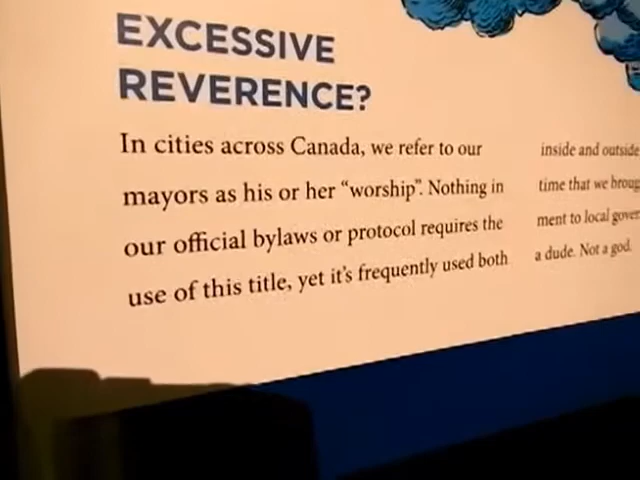 EXCESSIVE
REVERENCE?
In cities across Canada, we refer to our
mayors as his or her “worship”. Nothing in
our official bylaws or protocol requires the
use of this title, yet it’s frequently used both
inside and outside
time that we
ment to local
a dude. Not a god.